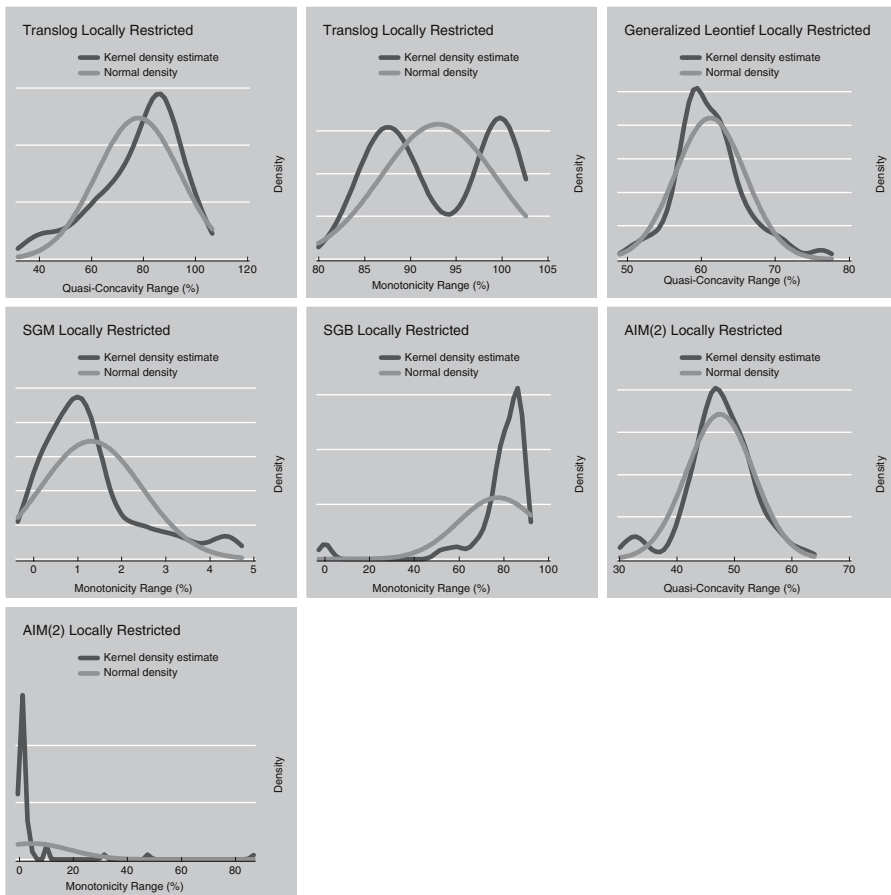 Translog Locally Restricted
Kernel density estimate
Normal density
Density
40 60 80 100 120
Quasi-Concavity Range (%)
Translog Locally Restricted
Kernel density estimate
Normal density
Density
80 85 90 95 100 105
Monotonicity Range (%)
Generalized Leontief Locally Restricted
Kernel density estimate
Normal density
Density
50 60 70 80
Quasi-Concavity Range (%)
SGM Locally Restricted
Kernel density estimate
Normal density
Density
0 1 2 3 4 5
Monotonicity Range (%)
SGB Locally Restricted
Kernel density estimate
Normal density
Density
0 20 40 60 80 100
Monotonicity Range (%)
AIM(2) Locally Restricted
Kernel density estimate
Normal density
Density
30 40 50 60 70
Quasi-Concavity Range (%)
AIM(2) Locally Restricted
Kernel density estimate
Normal density
Density
0 20 40 60 80
Monotonicity Range (%)